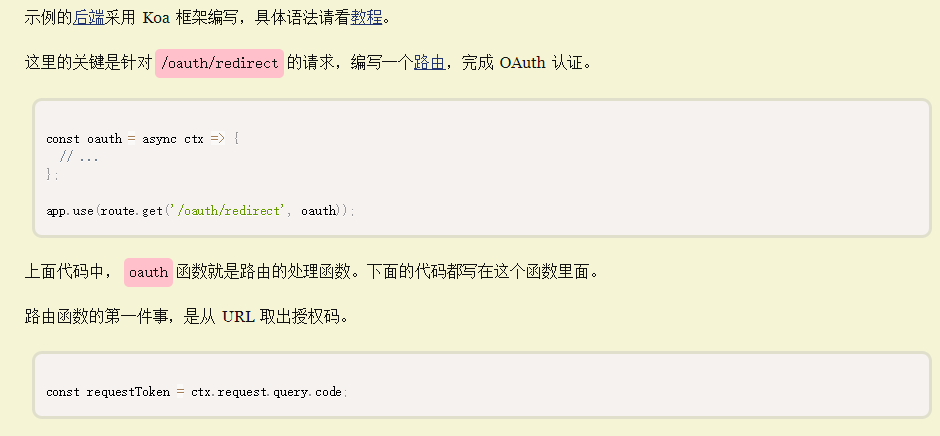 示例的后端采用 Koa 框架编写，具体语法请看教程。
这里的关键是针对 /oauth/redirect 的请求，编写一个路由，完成 OAuth 认证。
const oauth = async ctx => {
  // ...
};
app.use(route.get('/oauth/redirect', oauth));
上面代码中， oauth 函数就是路由的处理函数。下面的代码都写在这个函数里面。
路由函数的第一件事，是从 URL 取出授权码。
const requestToken = ctx.request.query.code;